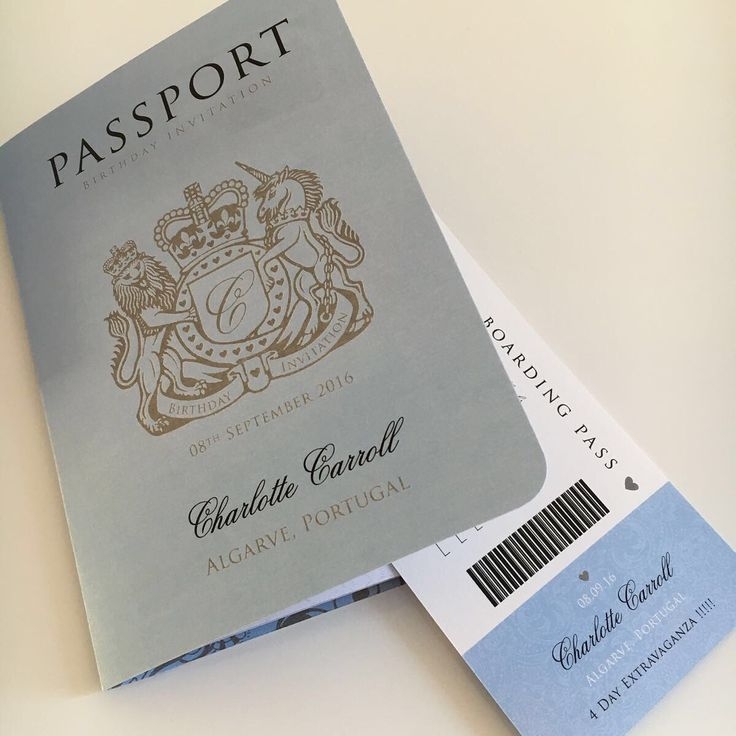 PASSPORT
BIRTHDAY INVITATION
C
BIRTHDAY INVITATION
08TH SEPTEMBER 2016
Charlotte Carroll
ALGARVE, PORTUGAL
BOARDING PASS
08.09.16
Charlotte Carroll
ALGARVE, PORTUGAL
4 DAY EXTRAVAGANZA !!!!!